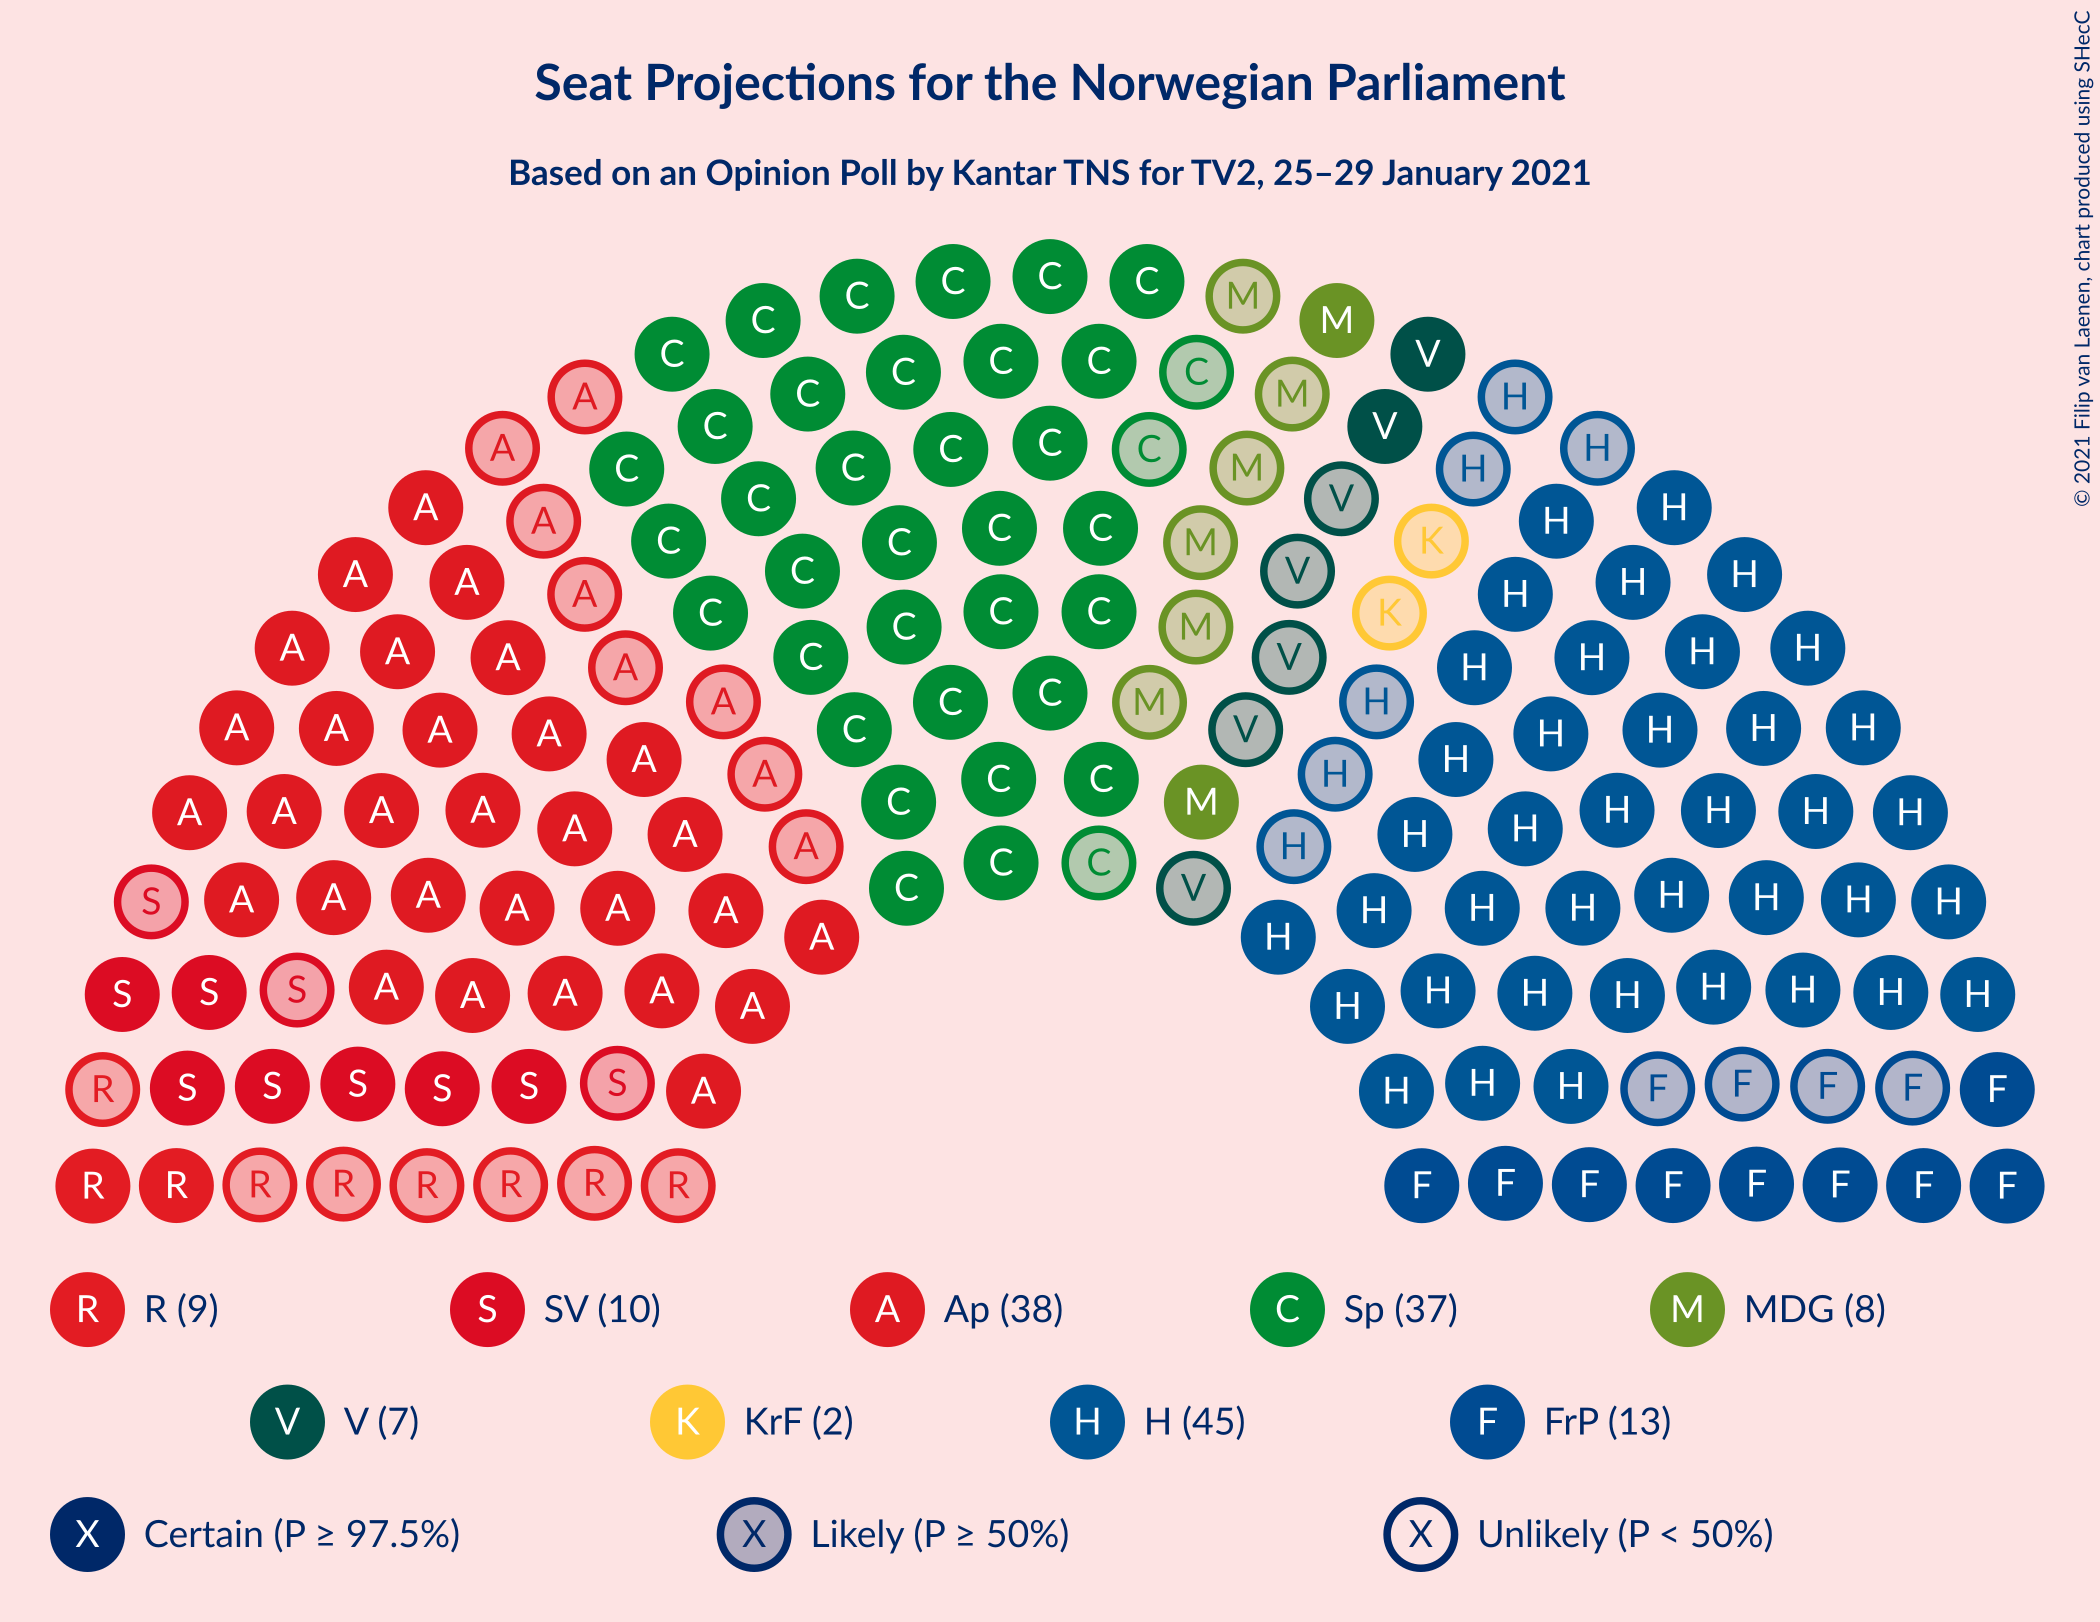 Seat Projections for the Norwegian Parliament
Based on an Opinion Poll by Kantar TNS for TV2, 25–29 January 2021
© 2021 Filip van Laenen, chart produced using SHecC
C C C C C C M M V
A C C C C C C M V H
A C C C C C C M V H H
A A C C C C C M V K H H
A A A C C C C M V K H H H
A A A A C C C M V H H H H
A A A A A A C C C M V H H H H H H
A A A A A A A C C M H H H H H H H
S A A A A A A A C C C V H H H H H H H H
S S S A A A A A H H H H H H H H
R S S S S S S A H H H F F F F F
R R R R R R R R F F F F F F F F
R R (9) S SV (10) A Ap (38) C Sp (37) M MDG (8)
V V (7) K KrF (2) H H (45) F FrP (13)
X Certain (P ≥ 97.5%) X Likely (P ≥ 50%) X Unlikely (P < 50%)